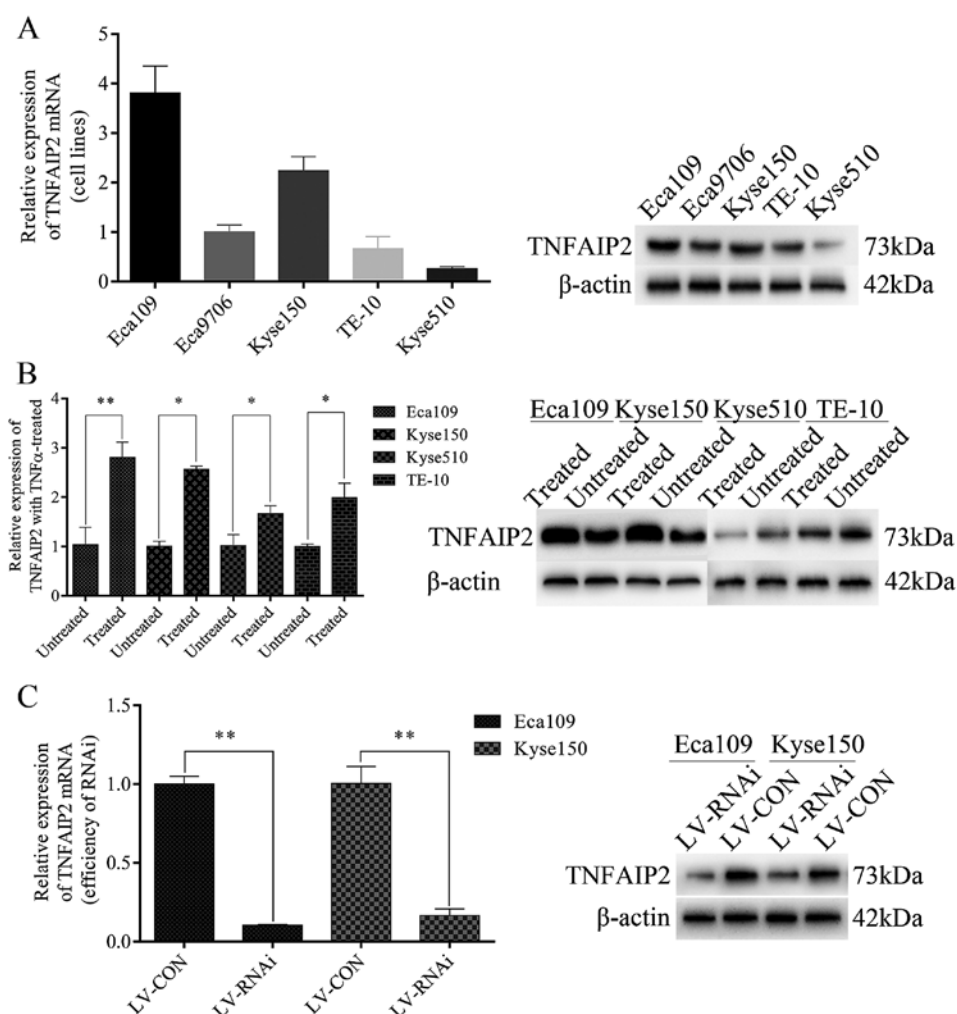 A
Rrelative expression
of TNFAIP2 mRNA
(cell lines)
5
4
3
2
1
0
Eca109
Eca9706
Kyse150
TE-10
Kyse510
Eca109
Eca9706
Kyse150
TE-10
Kyse510
TNFAIP2
73kDa
β-actin
42kDa
B
Relative expression of
TNFAIP2 with TNFα-treated
4
3
2
1
0
**
*
*
*
Untreated
Treated
Untreated
Treated
Untreated
Treated
Untreated
Treated
Eca109
Kyse150
Kyse510
TE-10
Eca109 Kyse150 Kyse510 TE-10
Treated
Untreated
Treated
Untreated
Treated
Untreated
Treated
Untreated
TNFAIP2
73kDa
β-actin
42kDa
C
Relative expression
of TNFAIP2 mRNA
(efficiency of RNAi)
1.5
1.0
0.5
0.0
**
**
LV-CON
LV-RNAi
LV-CON
LV-RNAi
Eca109
Kyse150
Eca109 Kyse150
LV-RNAi
LV-CON
LV-RNAi
LV-CON
TNFAIP2
73kDa
β-actin
42kDa